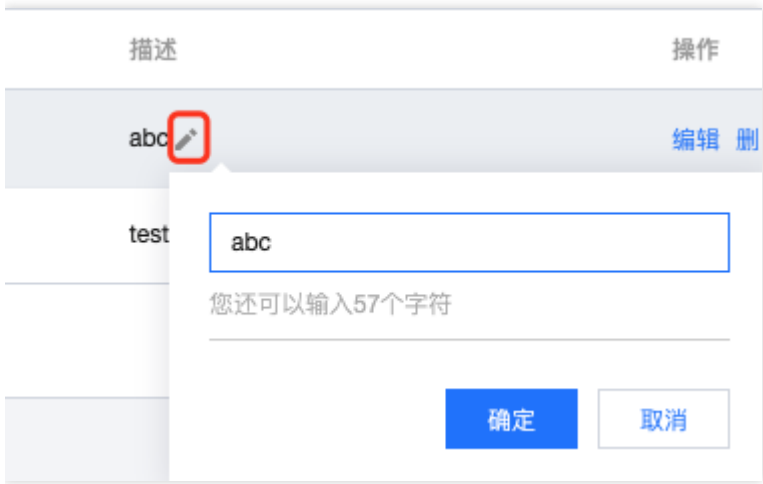 描述 操作
abc 编辑 删
abc
test
您还可以输入57个字符
确定 取消